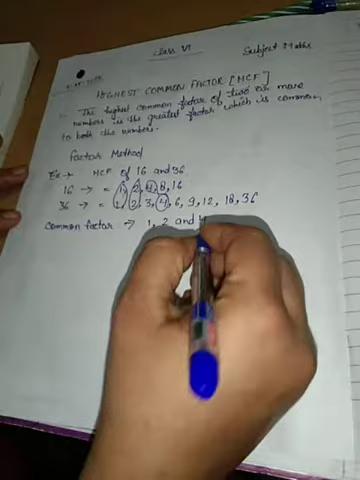 Class VI
Subject :- Maths
HIGHEST COMMON FACTOR [HCF]
The highest common factor of two or more
numbers is the greatest factor which is common
to both the numbers.
Factor Method
Ex:- HCF of 16 and 36
16 → = 1, 2, 4, 8, 16
36 → = 1, 2, 3, 4, 6, 9, 12, 18, 36
Common factor → 1, 2 and 4